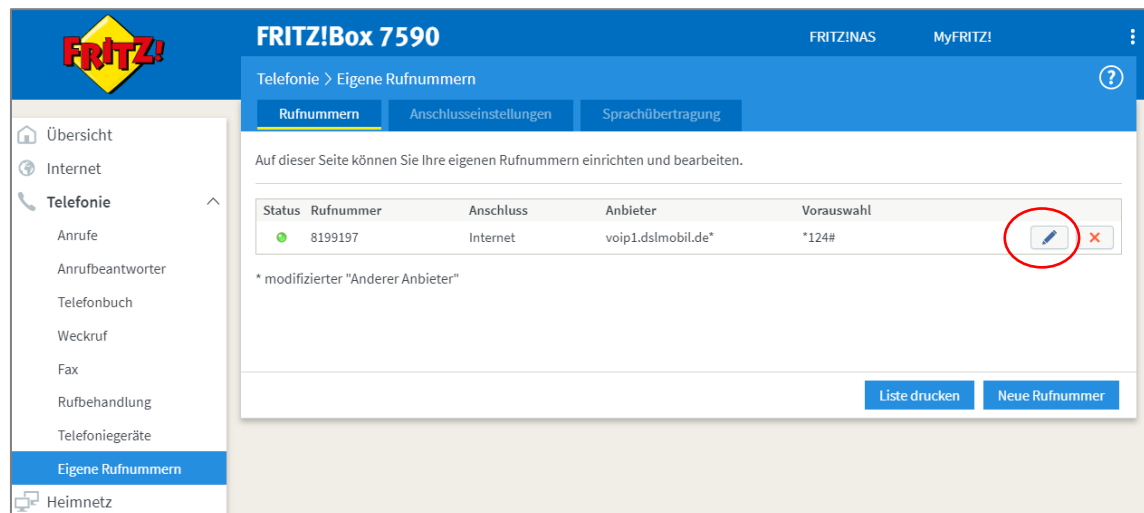 FRITZ!
FRITZ!Box 7590
FRITZ!NAS
MyFRITZ!
Telefonie > Eigene Rufnummern
?
Rufnummern
Anschlusseinstellungen
Sprachübertragung
Übersicht
Internet
Telefonie
Anrufe
Anrufbeantworter
Telefonbuch
Weckruf
Fax
Rufbehandlung
Telefoniegeräte
Eigene Rufnummern
Heimnetz
Auf dieser Seite können Sie Ihre eigenen Rufnummern einrichten und bearbeiten.
Status Rufnummer Anschluss Anbieter Vorauswahl
8199197 Internet voip1.dslmobil.de* *124#
* modifizierter "Anderer Anbieter"
Liste drucken
Neue Rufnummer